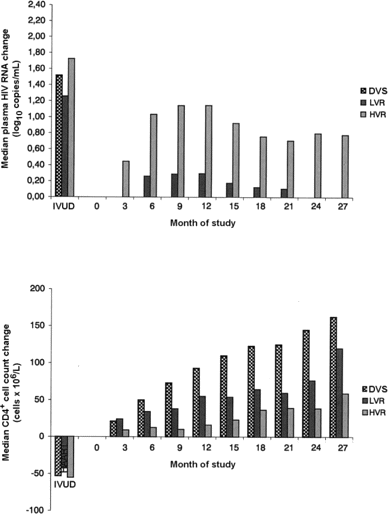 Median plasma HIV RNA change
(log10 copies/mL)
2,40
2,20
2,00
1,80
1,60
1,40
1,20
1,00
0,80
0,60
0,40
0,20
0,00
IVUD 0 3 6 9 12 15 18 21 24 27
Month of study
DVS
LVR
HVR
Median CD4+ cell count change
(cells x 10^6/L)
200
150
100
50
0
-50
-100
IVUD 0 3 6 9 12 15 18 21 24 27
Month of study
DVS
LVR
HVR